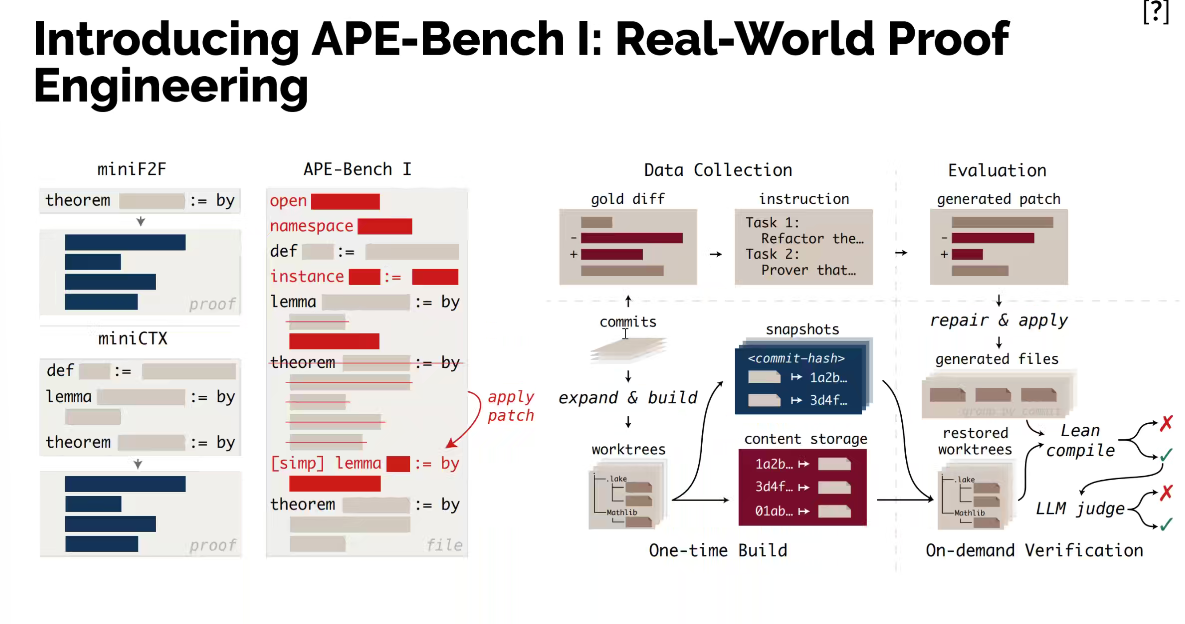 [?]
Introducing APE-Bench I: Real-World Proof
Engineering
miniF2F
theorem := by
proof
miniCTX
def :=
lemma := by
theorem := by
proof
APE-Bench I
open
namespace
def :=
instance :=
lemma := by
theorem := by
apply
patch
[simp] lemma := by
theorem := by
file
Data Collection
gold diff
-
+
instruction
Task 1:
Refactor the…
Task 2:
Prover that…
commits
expand & build
worktrees
.lake
Mathlib
snapshots
<commit-hash>
↦ 1a2b…
↦ 3d4f…
content storage
1a2b… ↦
3d4f… ↦
01ab… ↦
One-time Build
Evaluation
generated patch
-
+
repair & apply
generated files
group by commit
restored
worktrees
.lake
Mathlib
Lean
compile
✗
✓
LLM judge
✗
✓
On-demand Verification